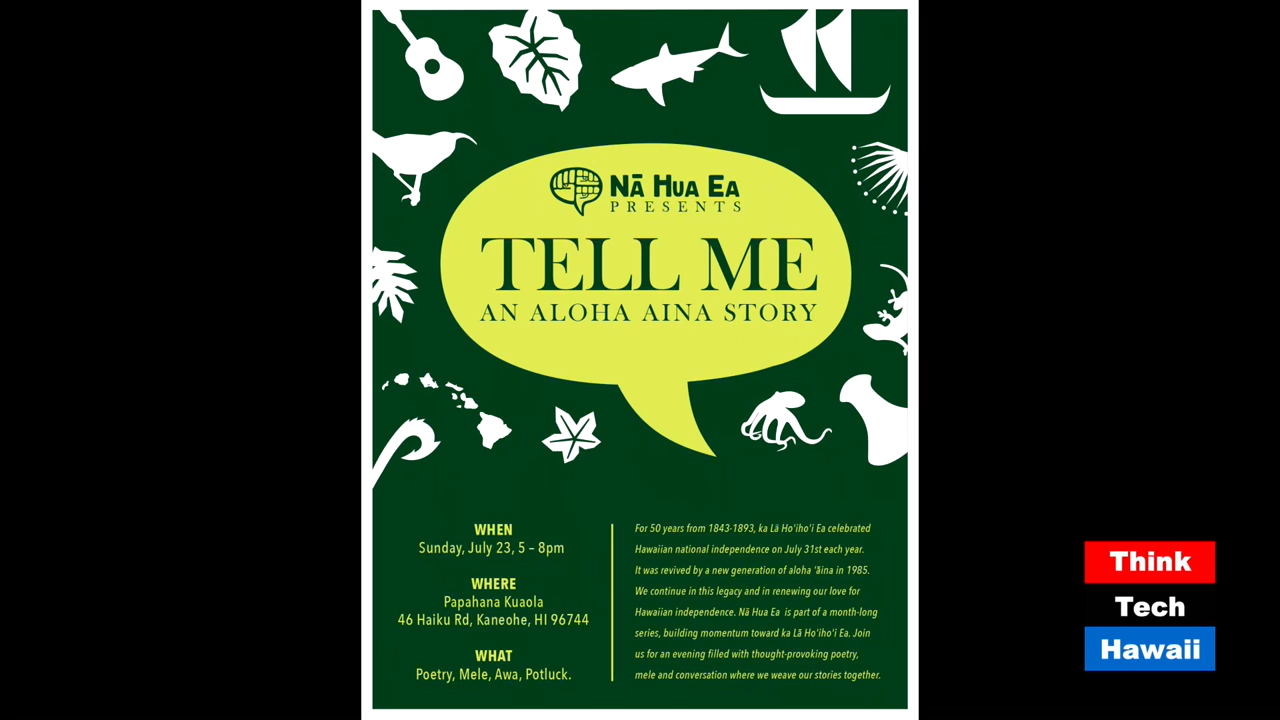 NĀ HUA EA
PRESENTS
TELL ME
AN ALOHA AINA STORY
WHEN
Sunday, July 23, 5 – 8pm
WHERE
Papahana Kuaola
46 Haiku Rd, Kaneohe, HI 96744
WHAT
Poetry, Mele, Awa, Potluck.
For 50 years from 1843-1893, ka Lā Ho'iho'i Ea celebrated
Hawaiian national independence on July 31st each year.
It was revived by a new generation of aloha 'āina in 1985.
We continue in this legacy and in renewing our love for
Hawaiian independence. Nā Hua Ea is part of a month-long
series, building momentum toward ka Lā Ho'iho'i Ea. Join
us for an evening filled with thought-provoking poetry,
mele and conversation where we weave our stories together.
Think
Tech
Hawaii